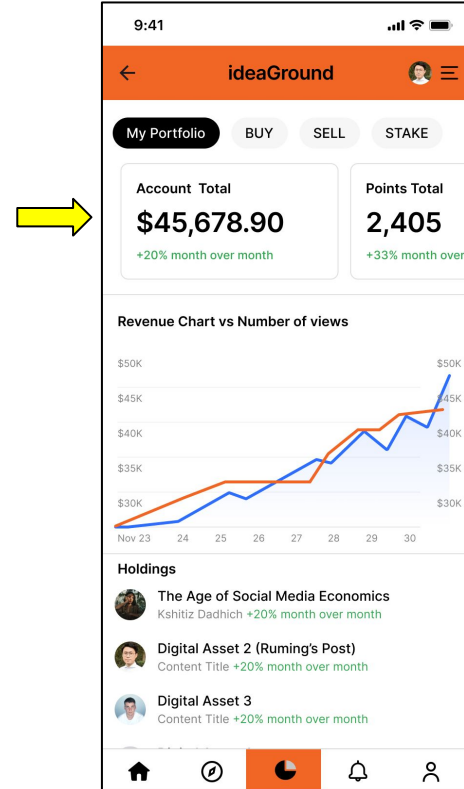 9:41
ideaGround
My Portfolio BUY SELL STAKE
Account Total
$45,678.90
+20% month over month
Points Total
2,405
+33% month over
Revenue Chart vs Number of views
$50K $50K
$45K $45K
$40K $40K
$35K $35K
$30K $30K
Nov 23 24 25 26 27 28 29 30
Holdings
The Age of Social Media Economics
Kshitiz Dadhich +20% month over month
Digital Asset 2 (Ruming’s Post)
Content Title +20% month over month
Digital Asset 3
Content Title +20% month over month